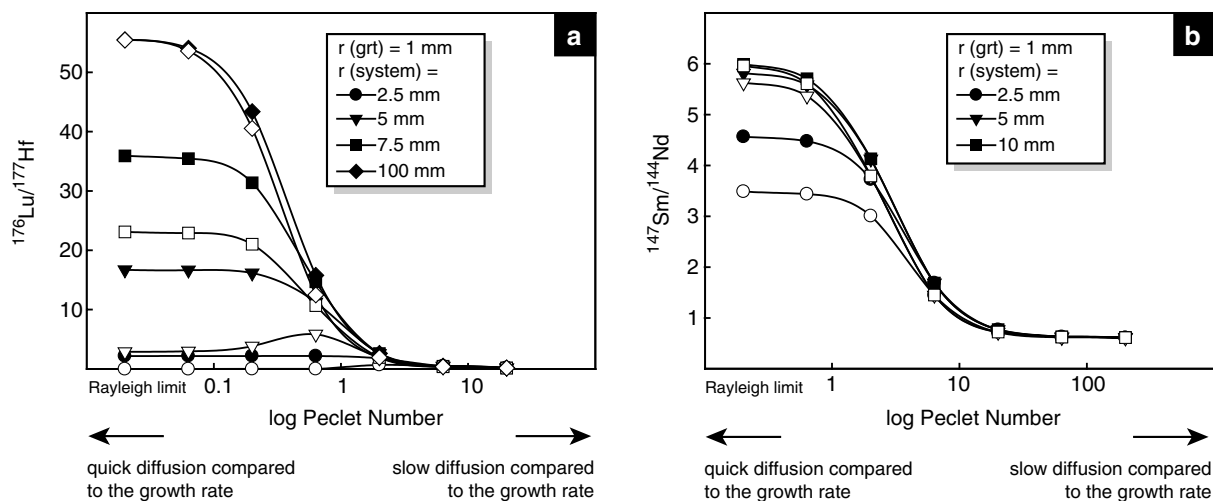 a
r (grt) = 1 mm
r (system) =
2.5 mm
5 mm
7.5 mm
100 mm
176Lu/177Hf
50
40
30
20
10
Rayleigh limit
0.1
1
10
log Peclet Number
quick diffusion compared
to the growth rate
slow diffusion compared
to the growth rate
b
r (grt) = 1 mm
r (system) =
2.5 mm
5 mm
10 mm
147Sm/144Nd
6
5
4
3
2
1
Rayleigh limit
1
10
100
log Peclet Number
quick diffusion compared
to the growth rate
slow diffusion compared
to the growth rate